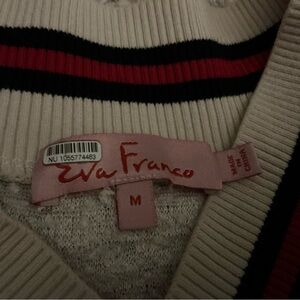 NU 1055774463
Eva Franco
M
MADE IN CHINA